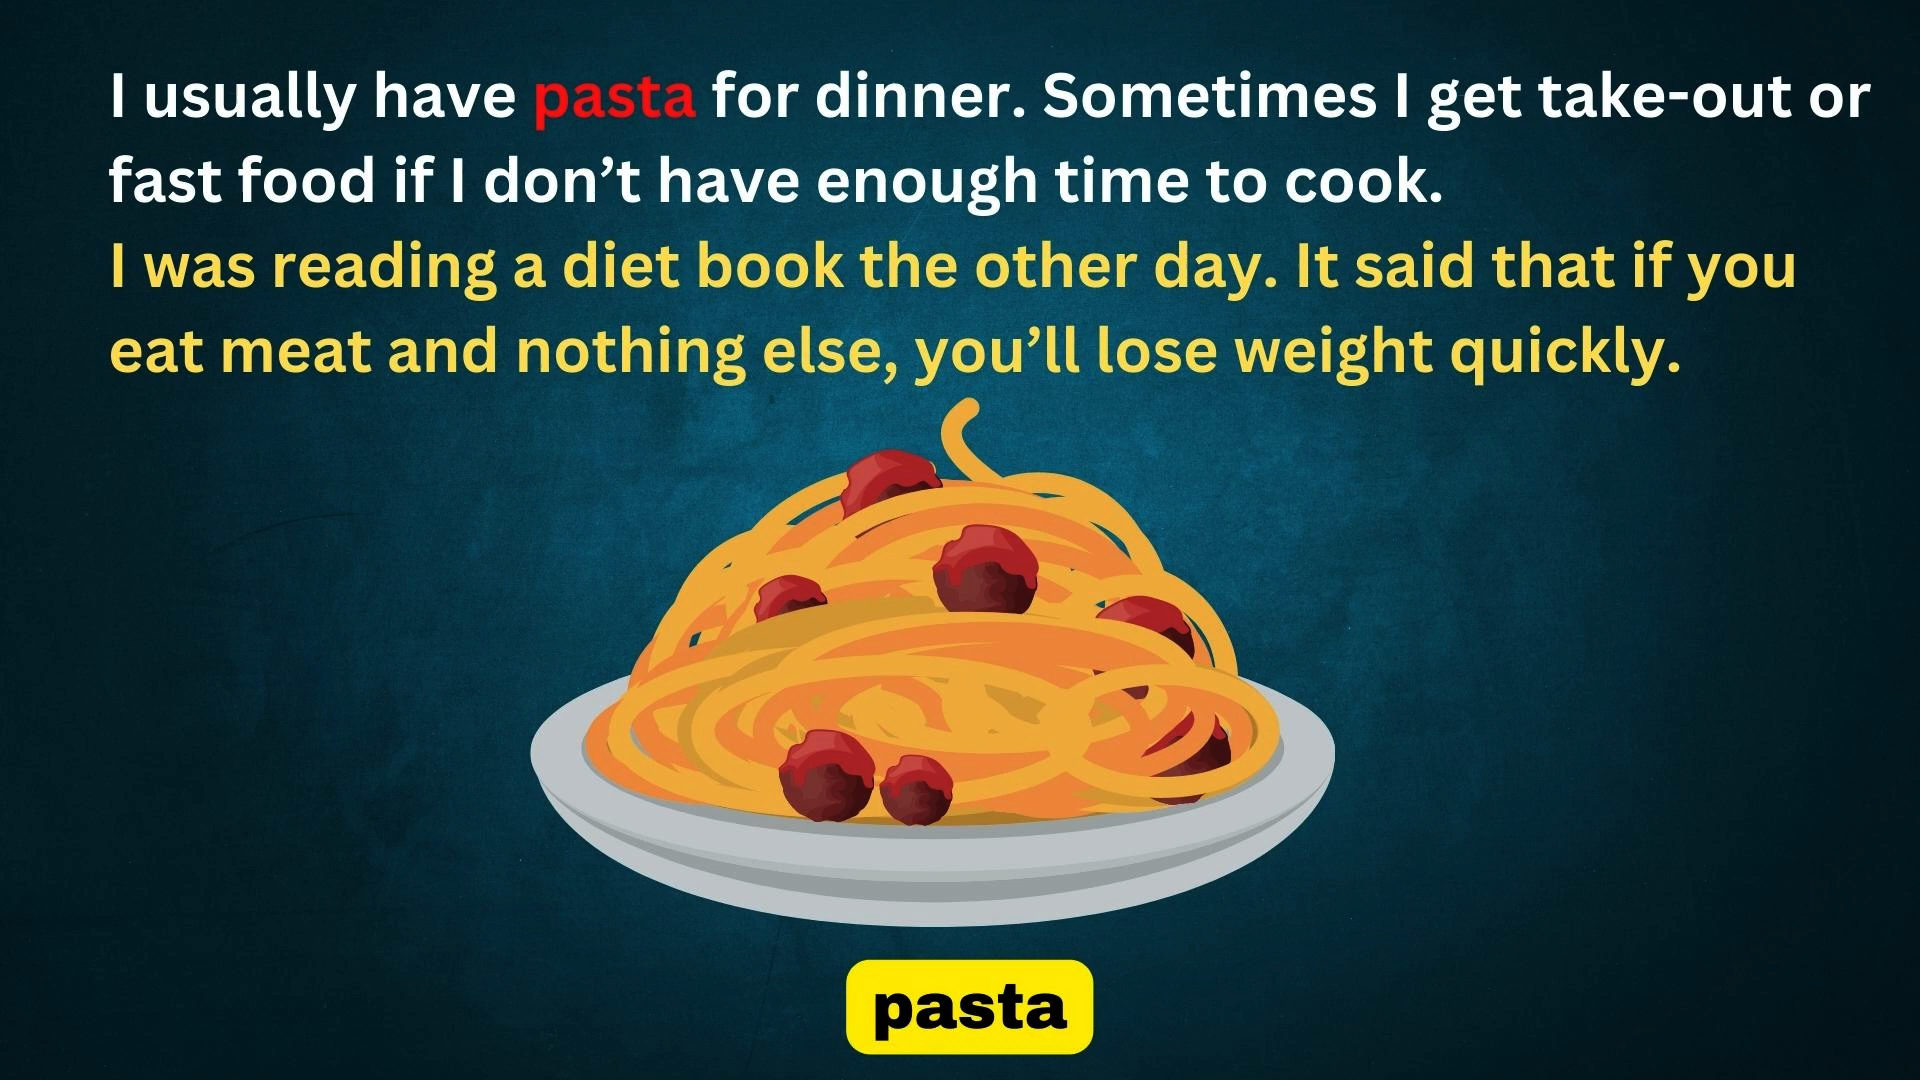 I usually have pasta for dinner. Sometimes I get take-out or
fast food if I don’t have enough time to cook.
I was reading a diet book the other day. It said that if you
eat meat and nothing else, you’ll lose weight quickly.
pasta